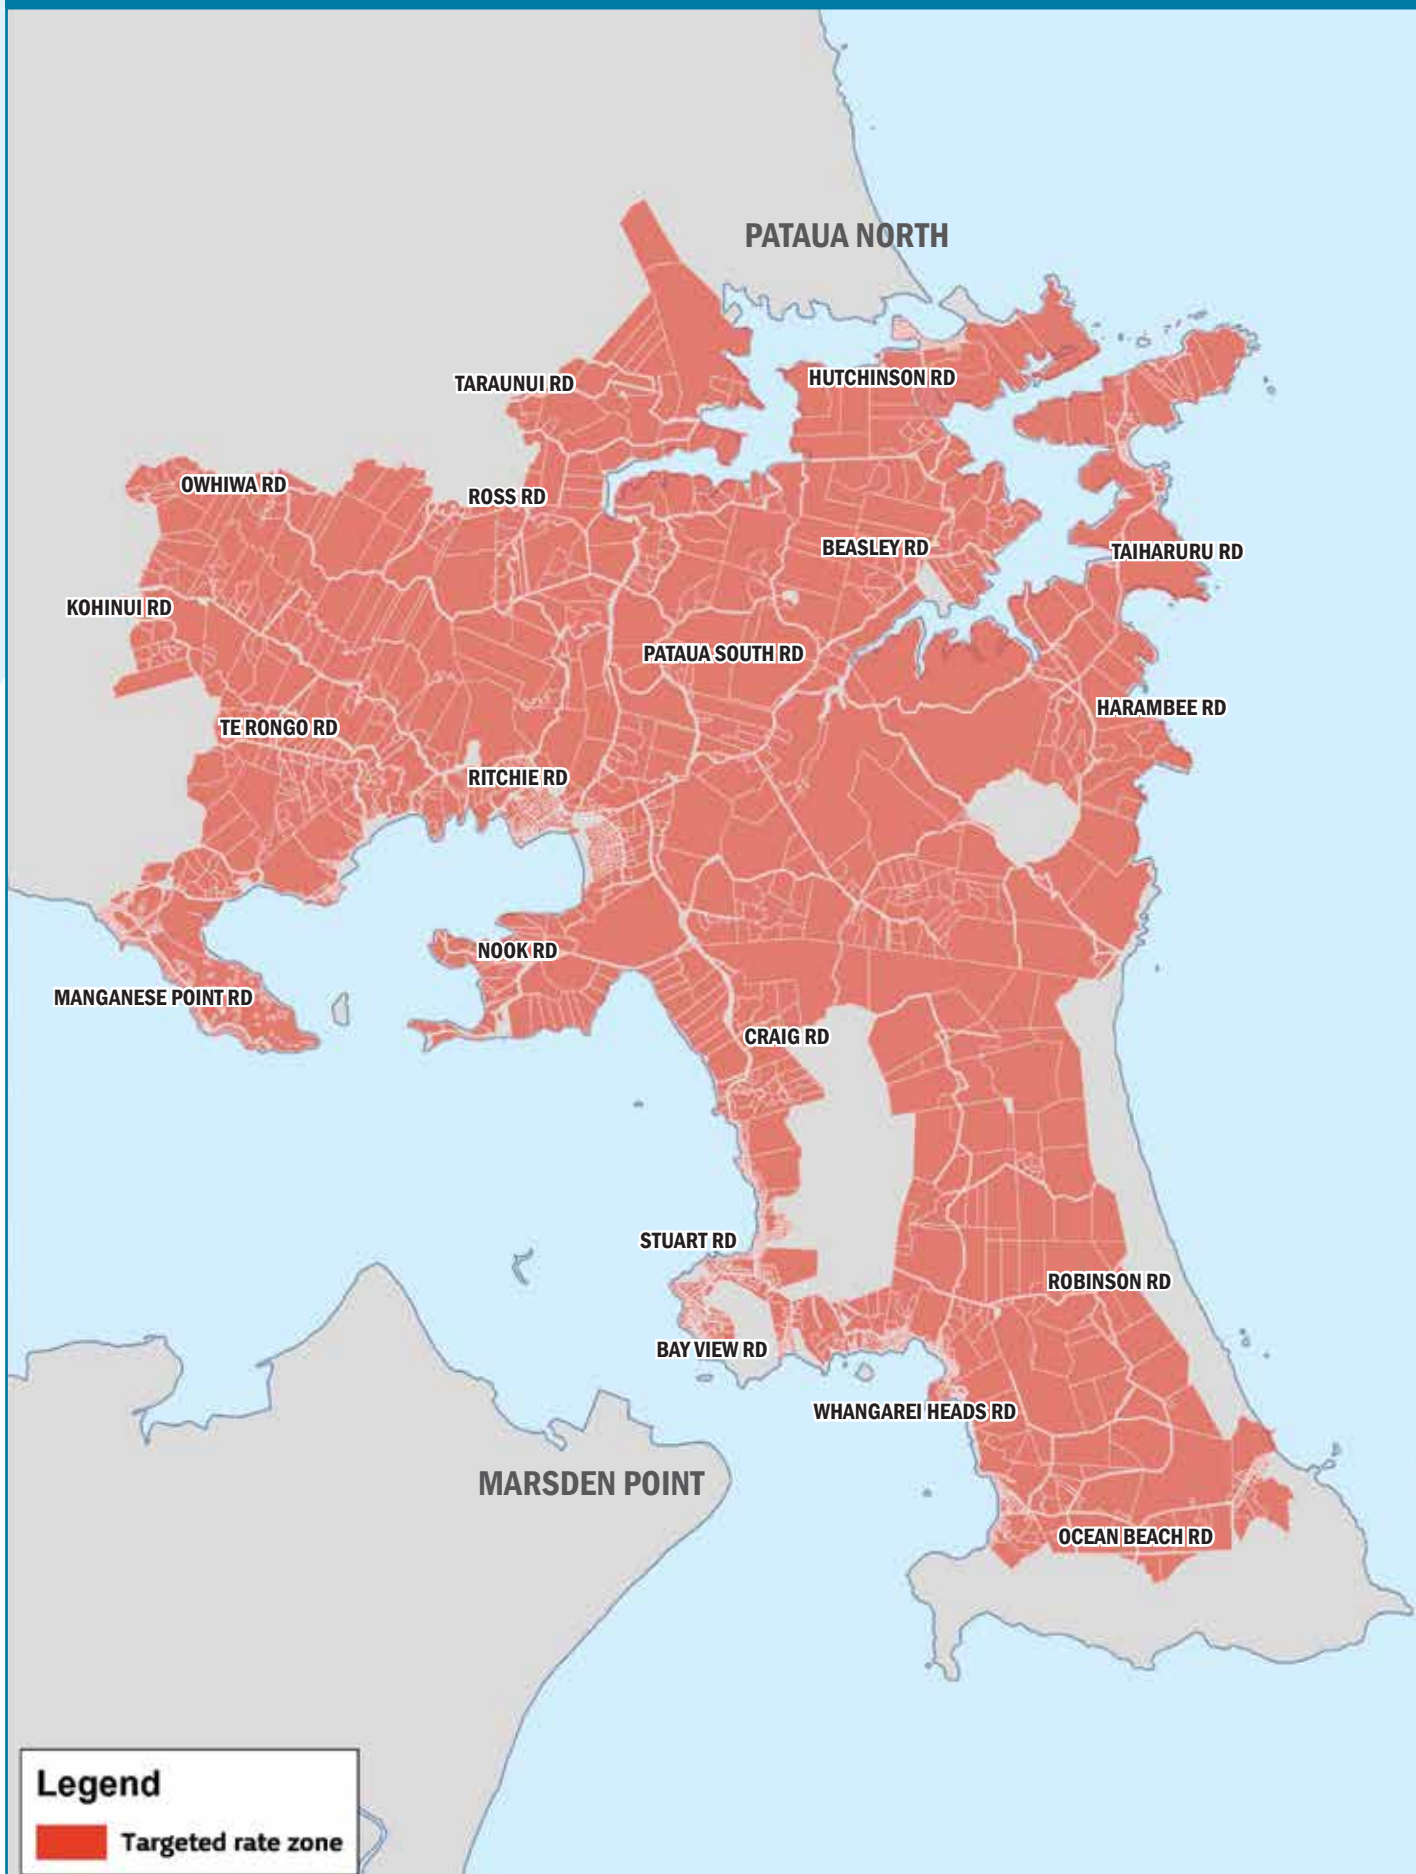 PATAUA NORTH
HUTCHINSON RD
TARAUNUI RD
OWHIWA RD
ROSS RD
BEASLEY RD
TAIHARURU RD
KOHINUI RD
PATAUA SOUTH RD
HARAMBEE RD
TE RONGO RD
RITCHIE RD
NOOK RD
MANGANESE POINT RD
CRAIG RD
STUART RD
ROBINSON RD
BAY VIEW RD
WHANGAREI HEADS RD
MARSDEN POINT
OCEAN BEACH RD
Legend
Targeted rate zone